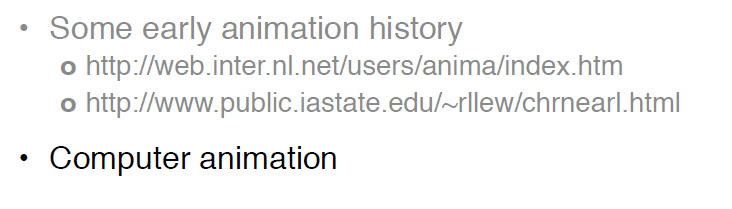 • Some early animation history
o http://web.inter.nl.net/users/anima/index.htm
o http://www.public.iastate.edu/~rllew/chrnearl.html
• Computer animation